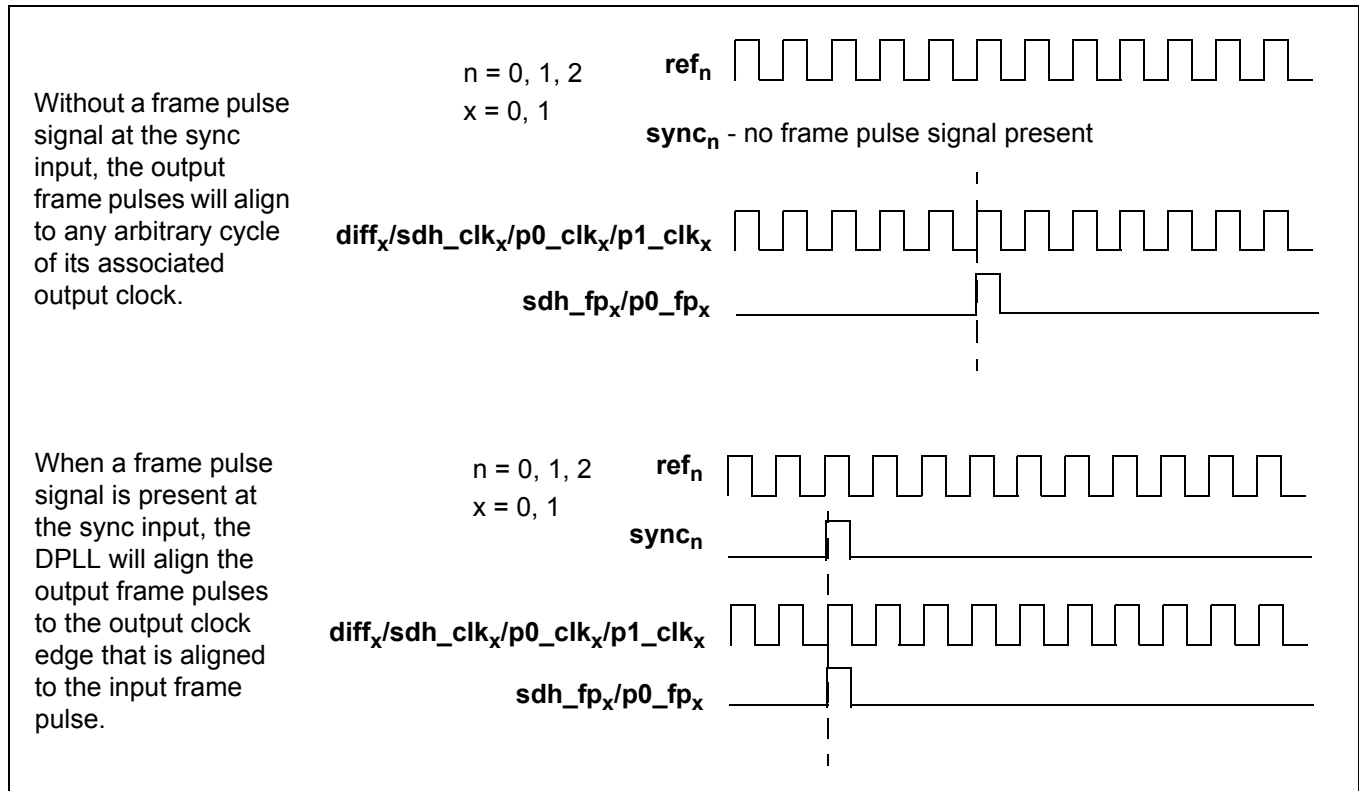 Without a frame pulse
signal at the sync
input, the output
frame pulses will align
to any arbitrary cycle
of its associated
output clock.
n = 0, 1, 2
x = 0, 1
refn
syncn - no frame pulse signal present
diffx/sdh_clkx/p0_clkx/p1_clkx
sdh_fpx/p0_fpx
When a frame pulse
signal is present at
the sync input, the
DPLL will align the
output frame pulses
to the output clock
edge that is aligned
to the input frame
pulse.
n = 0, 1, 2
x = 0, 1
refn
syncn
diffx/sdh_clkx/p0_clkx/p1_clkx
sdh_fpx/p0_fpx